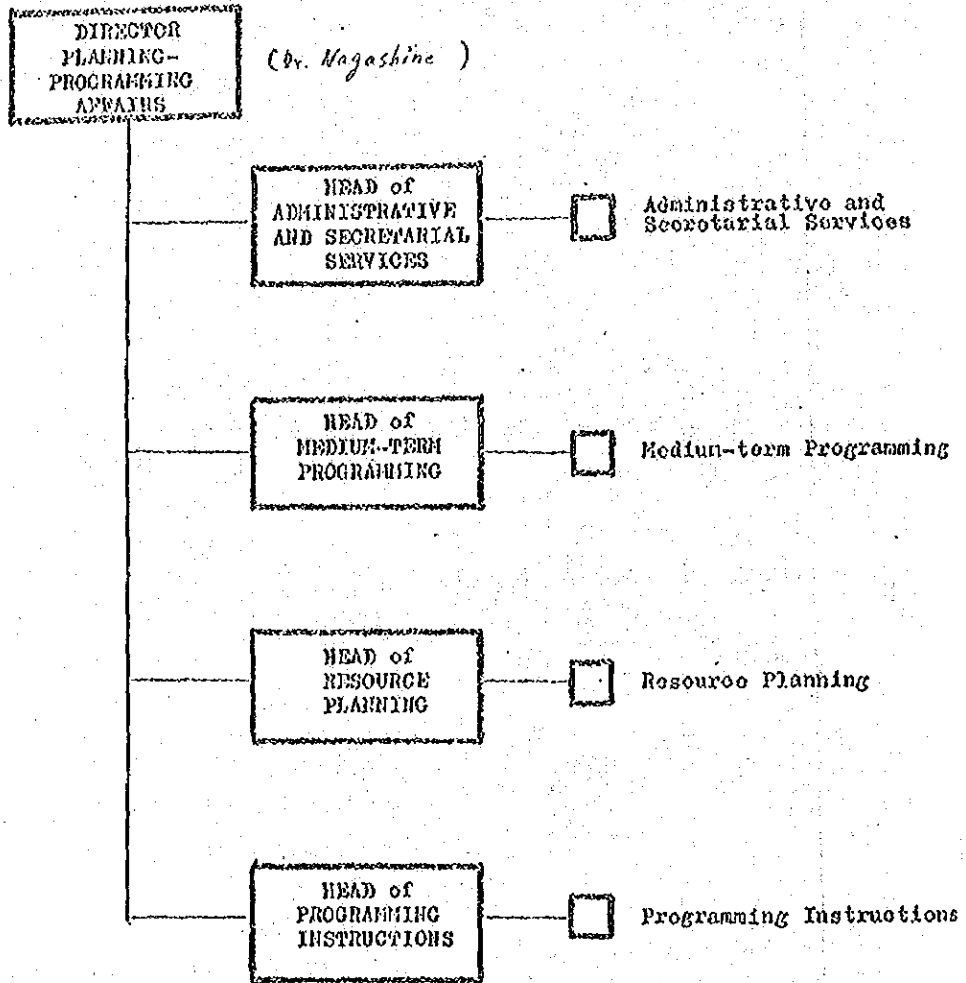 DIRECTOR
PLANNING-
PROGRAMMING
AFFAIRS
(Dr. Nagashine )
HEAD of
ADMINISTRATIVE
AND SECRETARIAL
SERVICES
Administrative and
Secretarial Services
HEAD of
MEDIUM-TERM
PROGRAMMING
Medium-term Programming
HEAD of
RESOURCE
PLANNING
Resource Planning
HEAD of
PROGRAMMING
INSTRUCTIONS
Programming Instructions